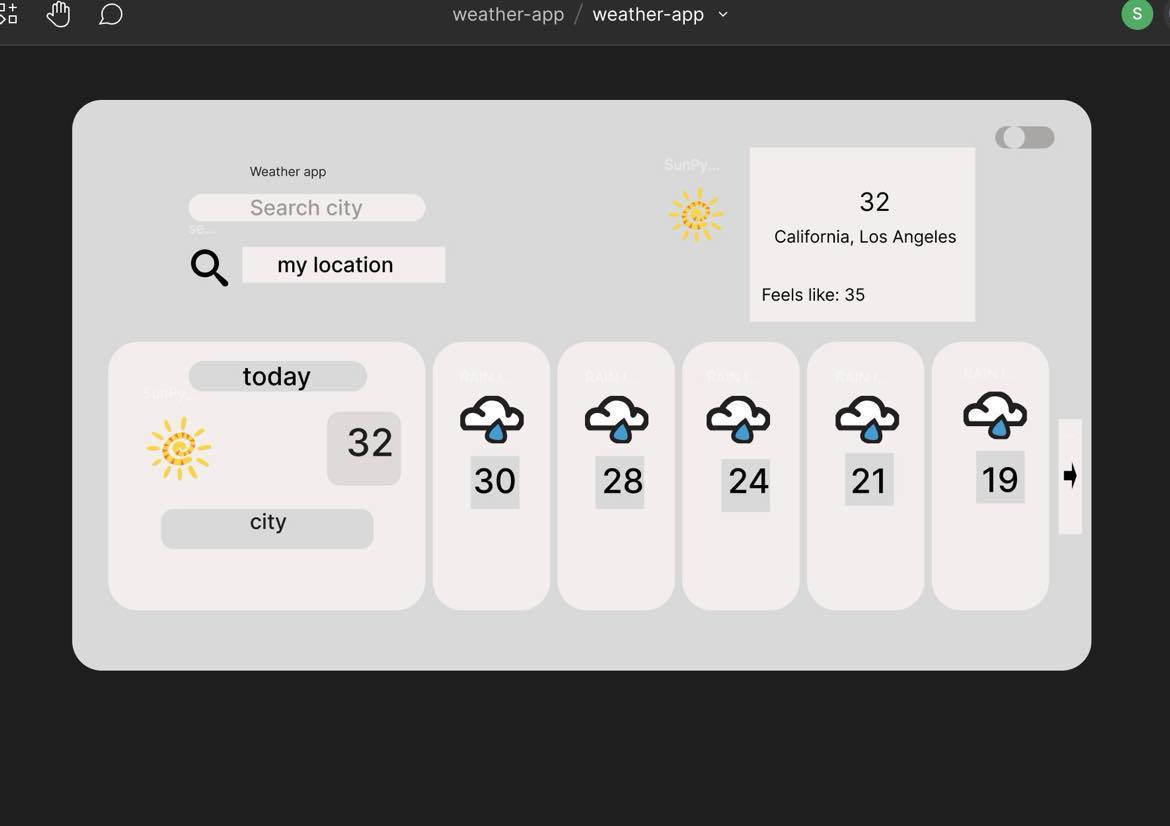 weather-app / weather-app
S
Weather app
Search city
se...
my location
SunPy...
32
California, Los Angeles
Feels like: 35
today
SunPy...
32
city
RAIN I...
30
RAIN I...
28
RAIN I...
24
RAIN I...
21
RAIN I...
19